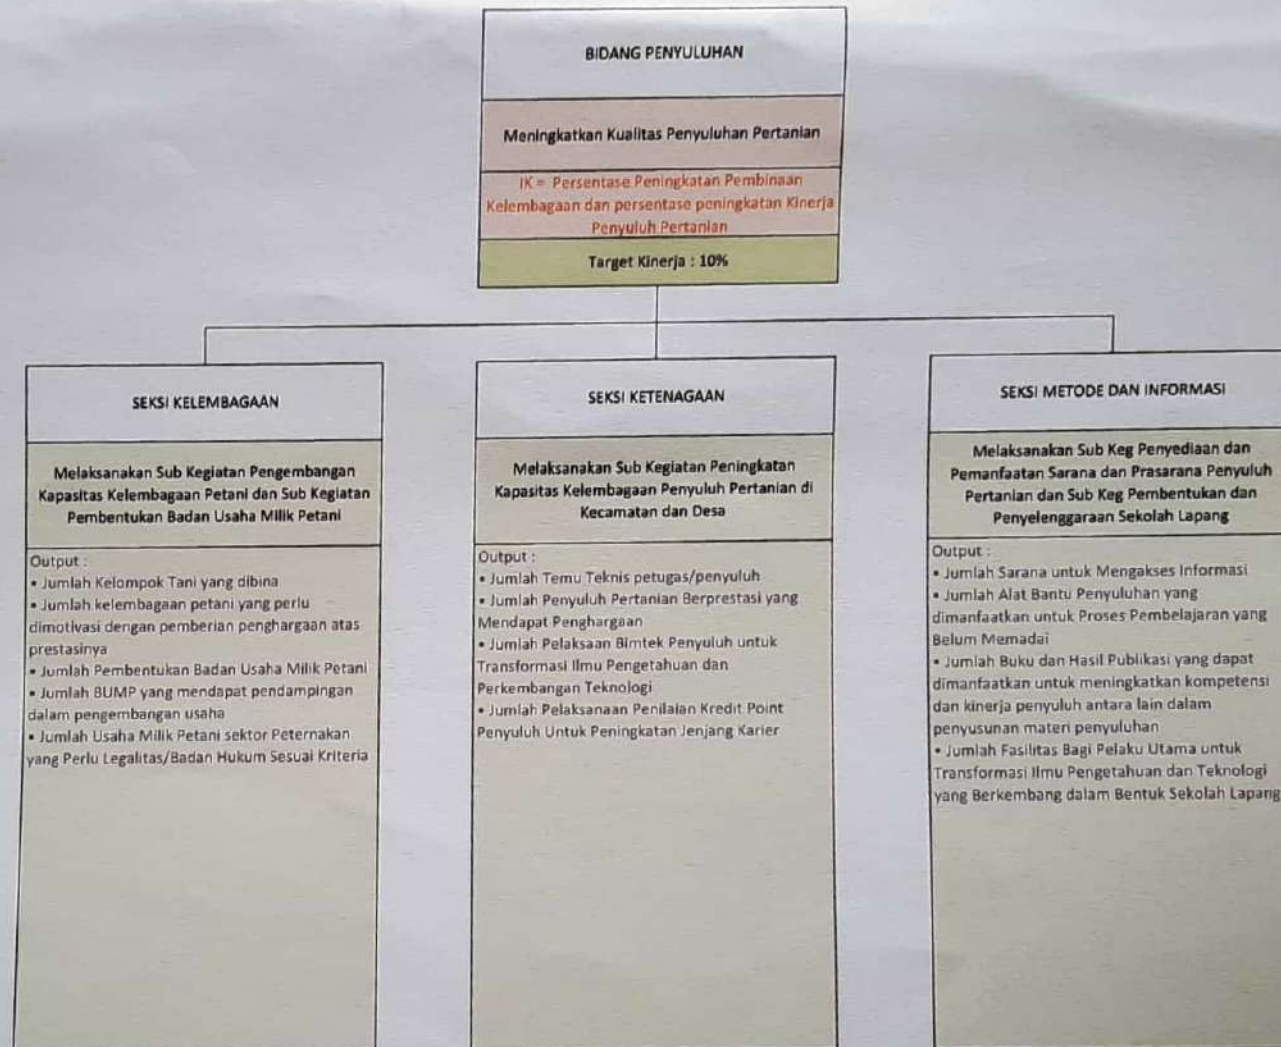 BIDANG PENYULUHAN
Meningkatkan Kualitas Penyuluhan Pertanian
IK = Persentase Peningkatan Pembinaan
Kelembagaan dan persentase peningkatan Kinerja
Penyuluh Pertanian
Target Kinerja : 10%
SEKSI KELEMBAGAAN
Melaksanakan Sub Kegiatan Pengembangan
Kapasitas Kelembagaan Petani dan Sub Kegiatan
Pembentukan Badan Usaha Milik Petani
Output :
• Jumlah Kelompok Tani yang dibina
• Jumlah kelembagaan petani yang perlu
dimotivasi dengan pemberian penghargaan atas
prestasinya
• Jumlah Pembentukan Badan Usaha Milik Petani
• Jumlah BUMP yang mendapat pendampingan
dalam pengembangan usaha
• Jumlah Usaha Milik Petani sektor Peternakan
yang Perlu Legalitas/Badan Hukum Sesuai Kriteria
SEKSI KETENAGAAN
Melaksanakan Sub Kegiatan Peningkatan
Kapasitas Kelembagaan Penyuluh Pertanian di
Kecamatan dan Desa
Output :
• Jumlah Temu Teknis petugas/penyuluh
• Jumlah Penyuluh Pertanian Berprestasi yang
Mendapat Penghargaan
• Jumlah Pelaksaan Bimtek Penyuluh untuk
Transformasi Ilmu Pengetahuan dan
Perkembangan Teknologi
• Jumlah Pelaksanaan Penilaian Kredit Point
Penyuluh Untuk Peningkatan Jenjang Karier
SEKSI METODE DAN INFORMASI
Melaksanakan Sub Keg Penyediaan dan
Pemanfaatan Sarana dan Prasarana Penyuluh
Pertanian dan Sub Keg Pembentukan dan
Penyelenggaraan Sekolah Lapang
Output :
• Jumlah Sarana untuk Mengakses Informasi
• Jumlah Alat Bantu Penyuluhan yang
dimanfaatkan untuk Proses Pembelajaran yang
Belum Memadai
• Jumlah Buku dan Hasil Publikasi yang dapat
dimanfaatkan untuk meningkatkan kompetensi
dan kinerja penyuluh antara lain dalam
penyusunan materi penyuluhan
• Jumlah Fasilitas Bagi Pelaku Utama untuk
Transformasi Ilmu Pengetahuan dan Teknologi
yang Berkembang dalam Bentuk Sekolah Lapang